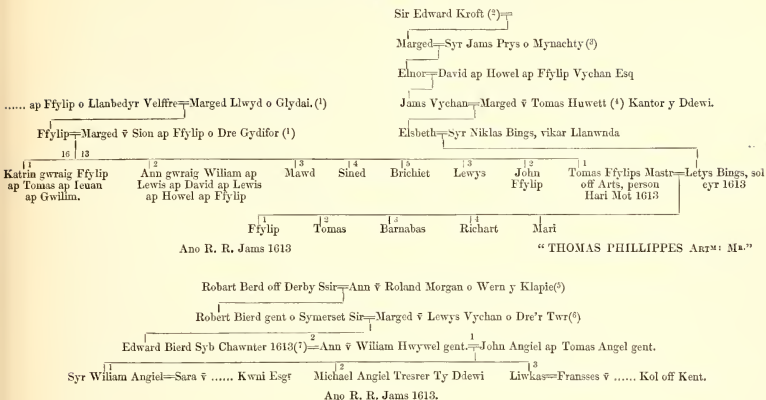 Sir Edward Kroft (²)
Marged=Syr Jams Prys o Mynachty (³)
Elnor=David ap Howel ap Ffylip Vychan Esq
...... ap Ffylip o Llanbedyr Velffre=Marged Llwyd o Glydai. (¹)
Jams Vychan=Marged ṽ Tomas Huwett (⁴) Kantor y Ddewi.
Ffylip=Marged ṽ Sion ap Ffylip o Dre Gydifor (¹)
Elsbeth=Syr Niklas Bings, vikar Llanwnda
16 13
1 2 3 4 5 3 2 1
Katrin gwraig Ffylip Ann gwraig Wiliam ap Mawd Sined Brichiet Lewys John Tomas Ffylips Mastr=Letys Bings, sol
ap Tomas ap Ieuan Lewis ap David ap Lewis Ffylip off Arts, person eyr 1613
ap Gwilim. ap Howel ap Ffylip Hari Mot 1613
1 2 3 4
Ffylip Tomas Barnabas Richart Mari
Ano R. R. Jams 1613 "THOMAS PHILLIPPES ARTM: MR."
Robart Berd off Derby Ssir=Ann ṽ Roland Morgan o Wern y Klapie(⁵)
Robert Bierd gent o Symerset Sir=Marged ṽ Lewys Vychan o Dre'r Twr(⁶)
2 1
Edward Bierd Syb Chawnter 1613(⁷)=Ann ṽ Wiliam Hwywel gent.=John Angiel ap Tomas Angel gent.
1 2 3
Syr Wiliam Angiel=Sara ṽ ...... Kwni Esgr Michael Angiel Tresrer Ty Ddewi Liwkas=Fransses ṽ ...... Kol off Kent.
Ano R. R. Jams 1613.